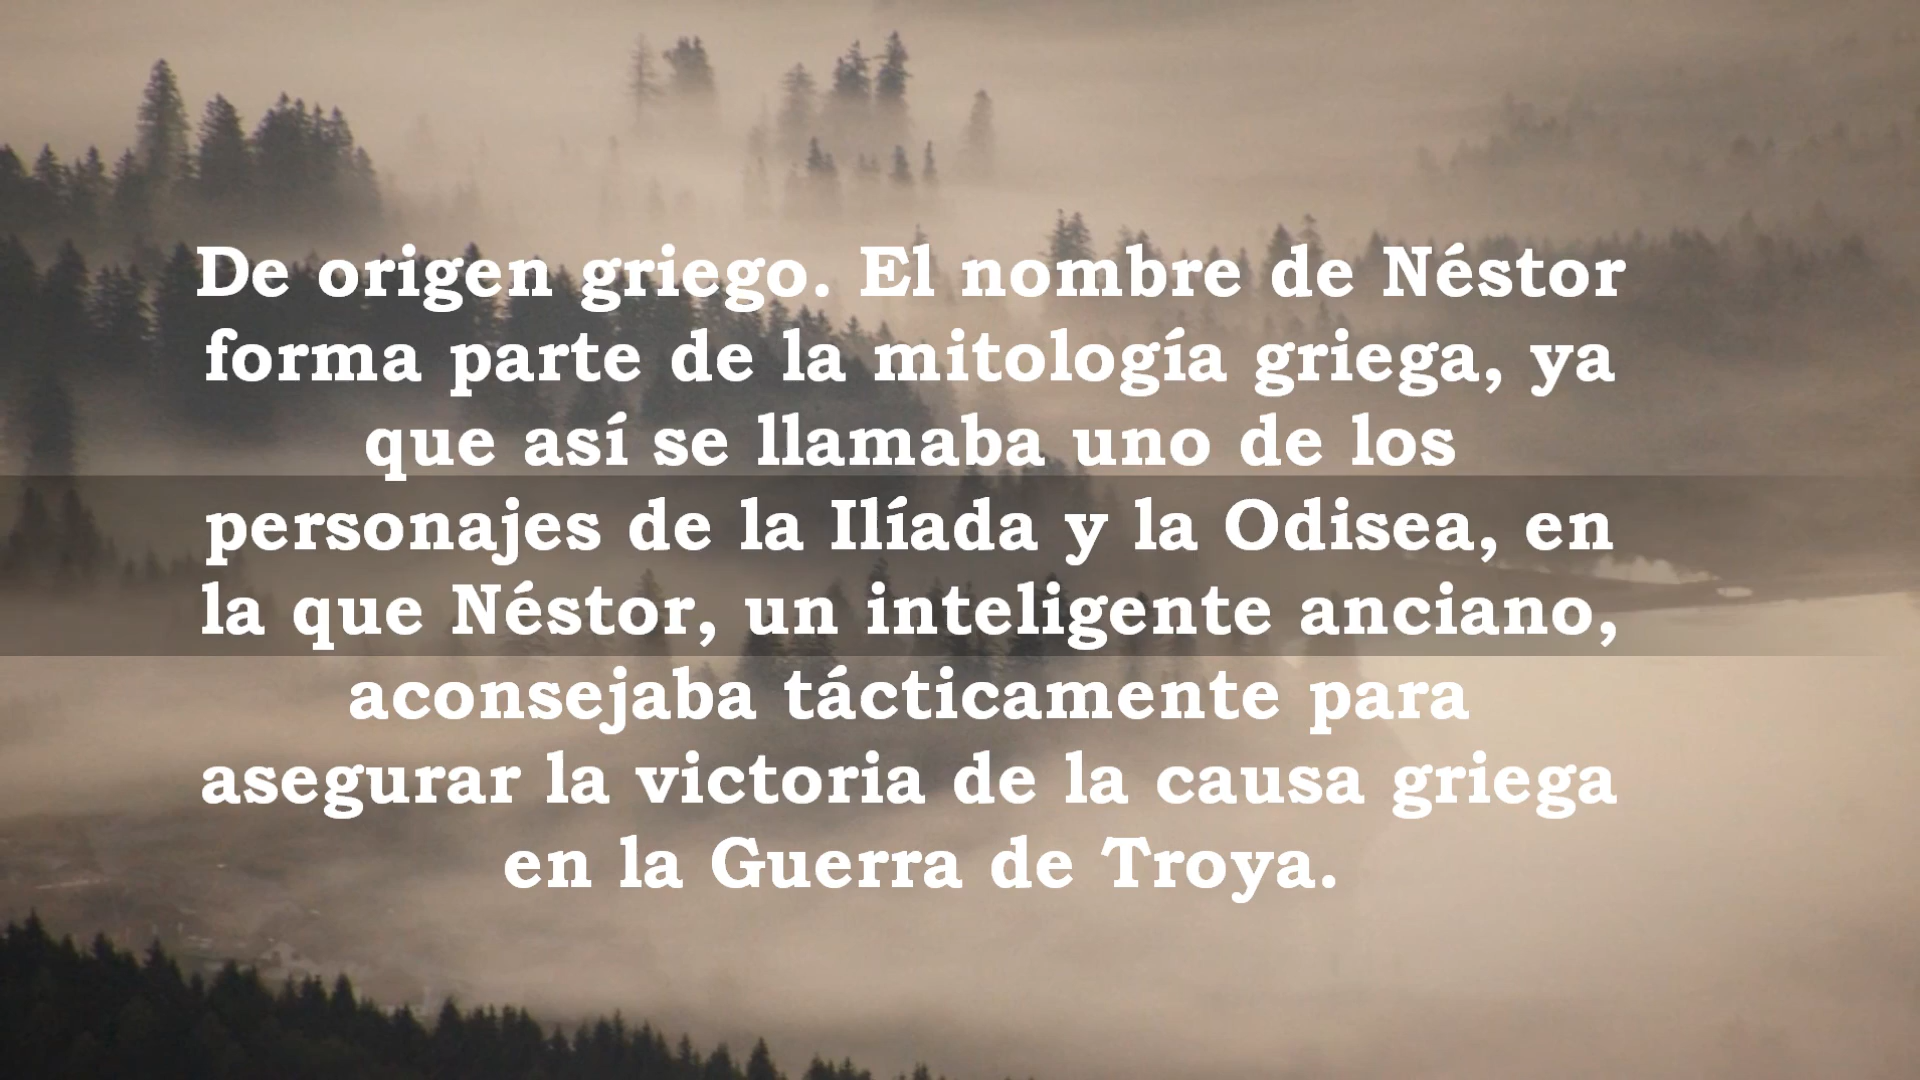 De origen griego. El nombre de Néstor
forma parte de la mitología griega, ya
que así se llamaba uno de los
personajes de la Ilíada y la Odisea, en
la que Néstor, un inteligente anciano,
aconsejaba tácticamente para
asegurar la victoria de la causa griega
en la Guerra de Troya.